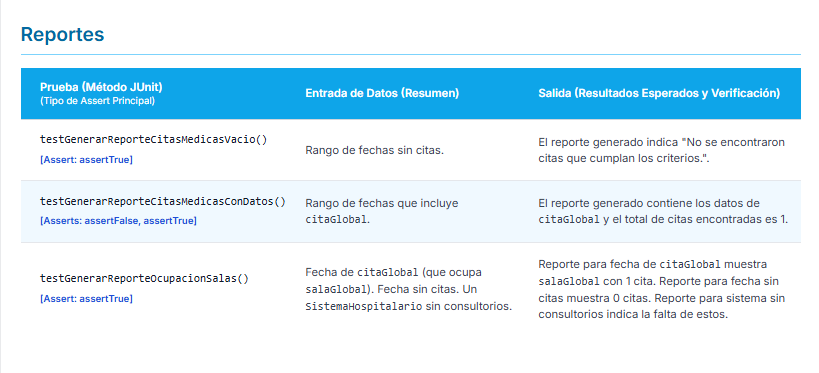 Reportes
Prueba (Método JUnit)
(Tipo de Assert Principal)
Entrada de Datos (Resumen)
Salida (Resultados Esperados y Verificación)
testGenerarReporteCitasMedicasVacio()
[Assert: assertTrue]
Rango de fechas sin citas.
El reporte generado indica "No se encontraron
citas que cumplan los criterios.".
testGenerarReporteCitasMedicasConDatos()
[Asserts: assertFalse, assertTrue]
Rango de fechas que incluye
citaGlobal.
El reporte generado contiene los datos de
citaGlobal y el total de citas encontradas es 1.
testGenerarReporteOcupacionSalas()
[Assert: assertTrue]
Fecha de citaGlobal (que ocupa
salaGlobal). Fecha sin citas. Un
SistemaHospitalario sin consultorios.
Reporte para fecha de citaGlobal muestra
salaGlobal con 1 cita. Reporte para fecha sin
citas muestra 0 citas. Reporte para sistema sin
consultorios indica la falta de estos.